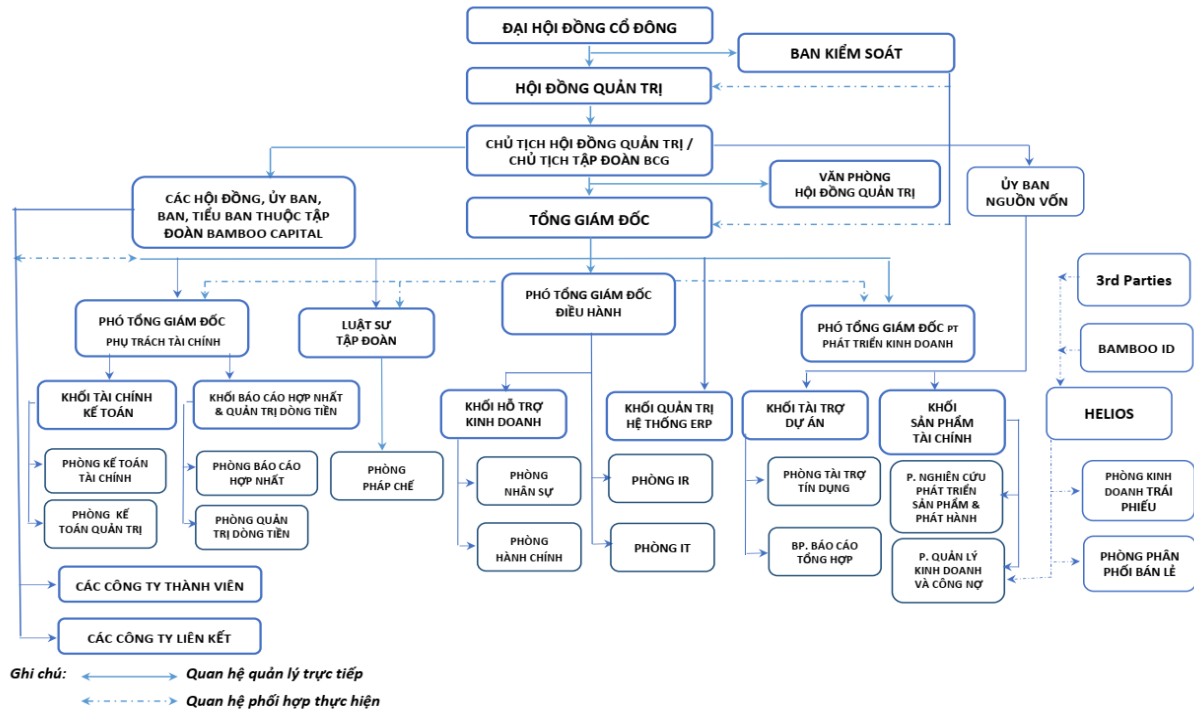 ĐẠI HỘI ĐỒNG CỔ ĐÔNG
BAN KIỂM SOÁT
HỘI ĐỒNG QUẢN TRỊ
CHỦ TỊCH HỘI ĐỒNG QUẢN TRỊ /
CHỦ TỊCH TẬP ĐOÀN BCG
VĂN PHÒNG
HỘI ĐỒNG QUẢN TRỊ
ỦY BAN
NGUỒN VỐN
CÁC HỘI ĐỒNG, ỦY BAN,
BAN, TIỂU BAN THUỘC TẬP
ĐOÀN BAMBOO CAPITAL
TỔNG GIÁM ĐỐC
PHÓ TỔNG GIÁM ĐỐC
PHỤ TRÁCH TÀI CHÍNH
LUẬT SƯ
TẬP ĐOÀN
PHÓ TỔNG GIÁM ĐỐC
ĐIỀU HÀNH
PHÓ TỔNG GIÁM ĐỐC PT
PHÁT TRIỂN KINH DOANH
3rd Parties
BAMBOO ID
HELIOS
KHỐI TÀI CHÍNH
KẾ TOÁN
KHỐI BÁO CÁO HỢP NHẤT
& QUẢN TRỊ DÒNG TIỀN
KHỐI HỖ TRỢ
KINH DOANH
KHỐI QUẢN TRỊ
HỆ THỐNG ERP
KHỐI TÀI TRỢ
DỰ ÁN
KHỐI
SẢN PHẨM
TÀI CHÍNH
PHÒNG KẾ TOÁN
TÀI CHÍNH
PHÒNG BÁO CÁO
HỢP NHẤT
PHÒNG
PHÁP CHẾ
PHÒNG
NHÂN SỰ
PHÒNG IR
PHÒNG TÀI TRỢ
TÍN DỤNG
P. NGHIÊN CỨU
PHÁT TRIỂN
SẢN PHẨM &
PHÁT HÀNH
PHÒNG KINH
DOANH TRÁI
PHIẾU
PHÒNG KẾ
TOÁN QUẢN TRỊ
PHÒNG QUẢN
TRỊ DÒNG TIỀN
PHÒNG
HÀNH CHÍNH
PHÒNG IT
BP. BÁO CÁO
TỔNG HỢP
P. QUẢN LÝ
KINH DOANH
VÀ CÔNG NỢ
PHÒNG PHÂN
PHỐI BÁN LẺ
CÁC CÔNG TY THÀNH VIÊN
CÁC CÔNG TY LIÊN KẾT
Ghi chú: Quan hệ quản lý trực tiếp
Quan hệ phối hợp thực hiện